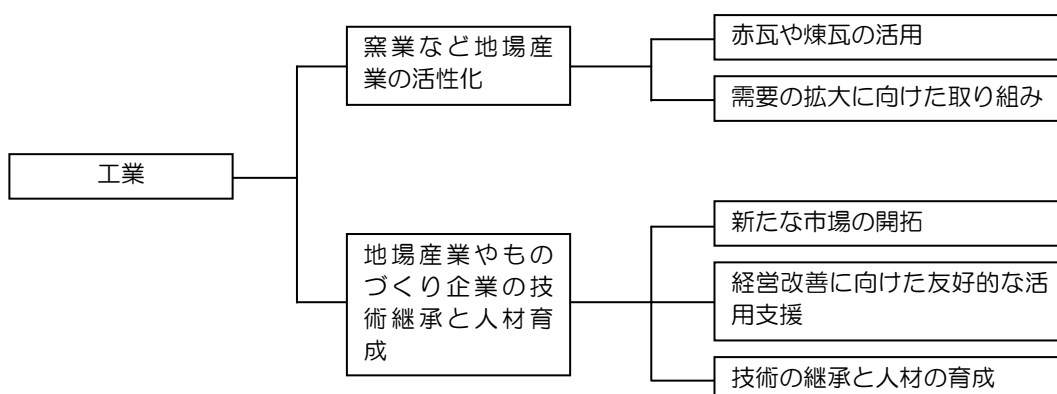 工業
窯業など地場産
業の活性化
赤瓦や煉瓦の活用
需要の拡大に向けた取り組み
地場産業やもの
づくり企業の技
術継承と人材育
成
新たな市場の開拓
経営改善に向けた友好的な活
用支援
技術の継承と人材の育成